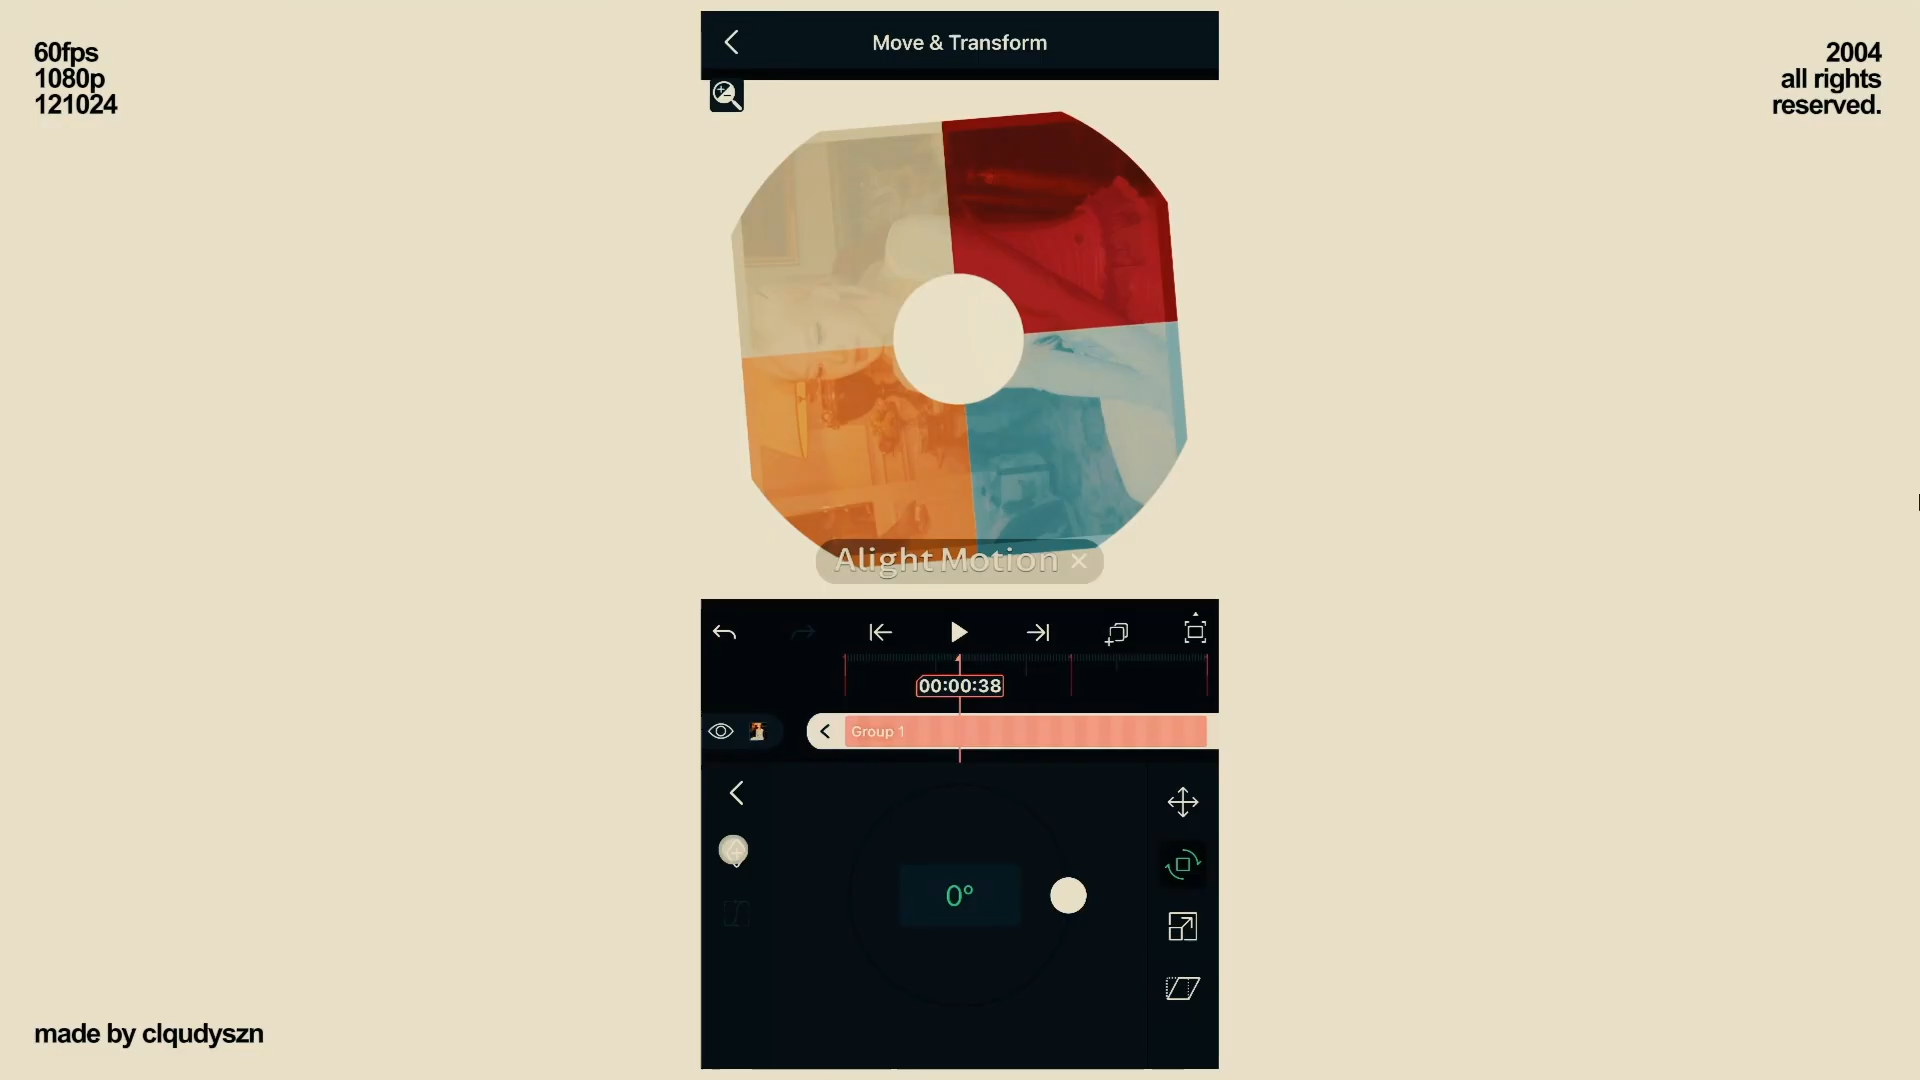 60fps
1080p
121024
2004
all rights
reserved.
Move & Transform
Alight Motion
00:00:38
Group 1
0°
made by clqudyszn